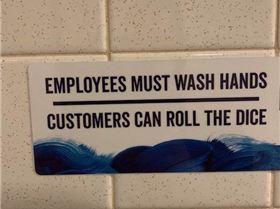 EMPLOYEES MUST WASH HANDS
CUSTOMERS CAN ROLL THE DICE